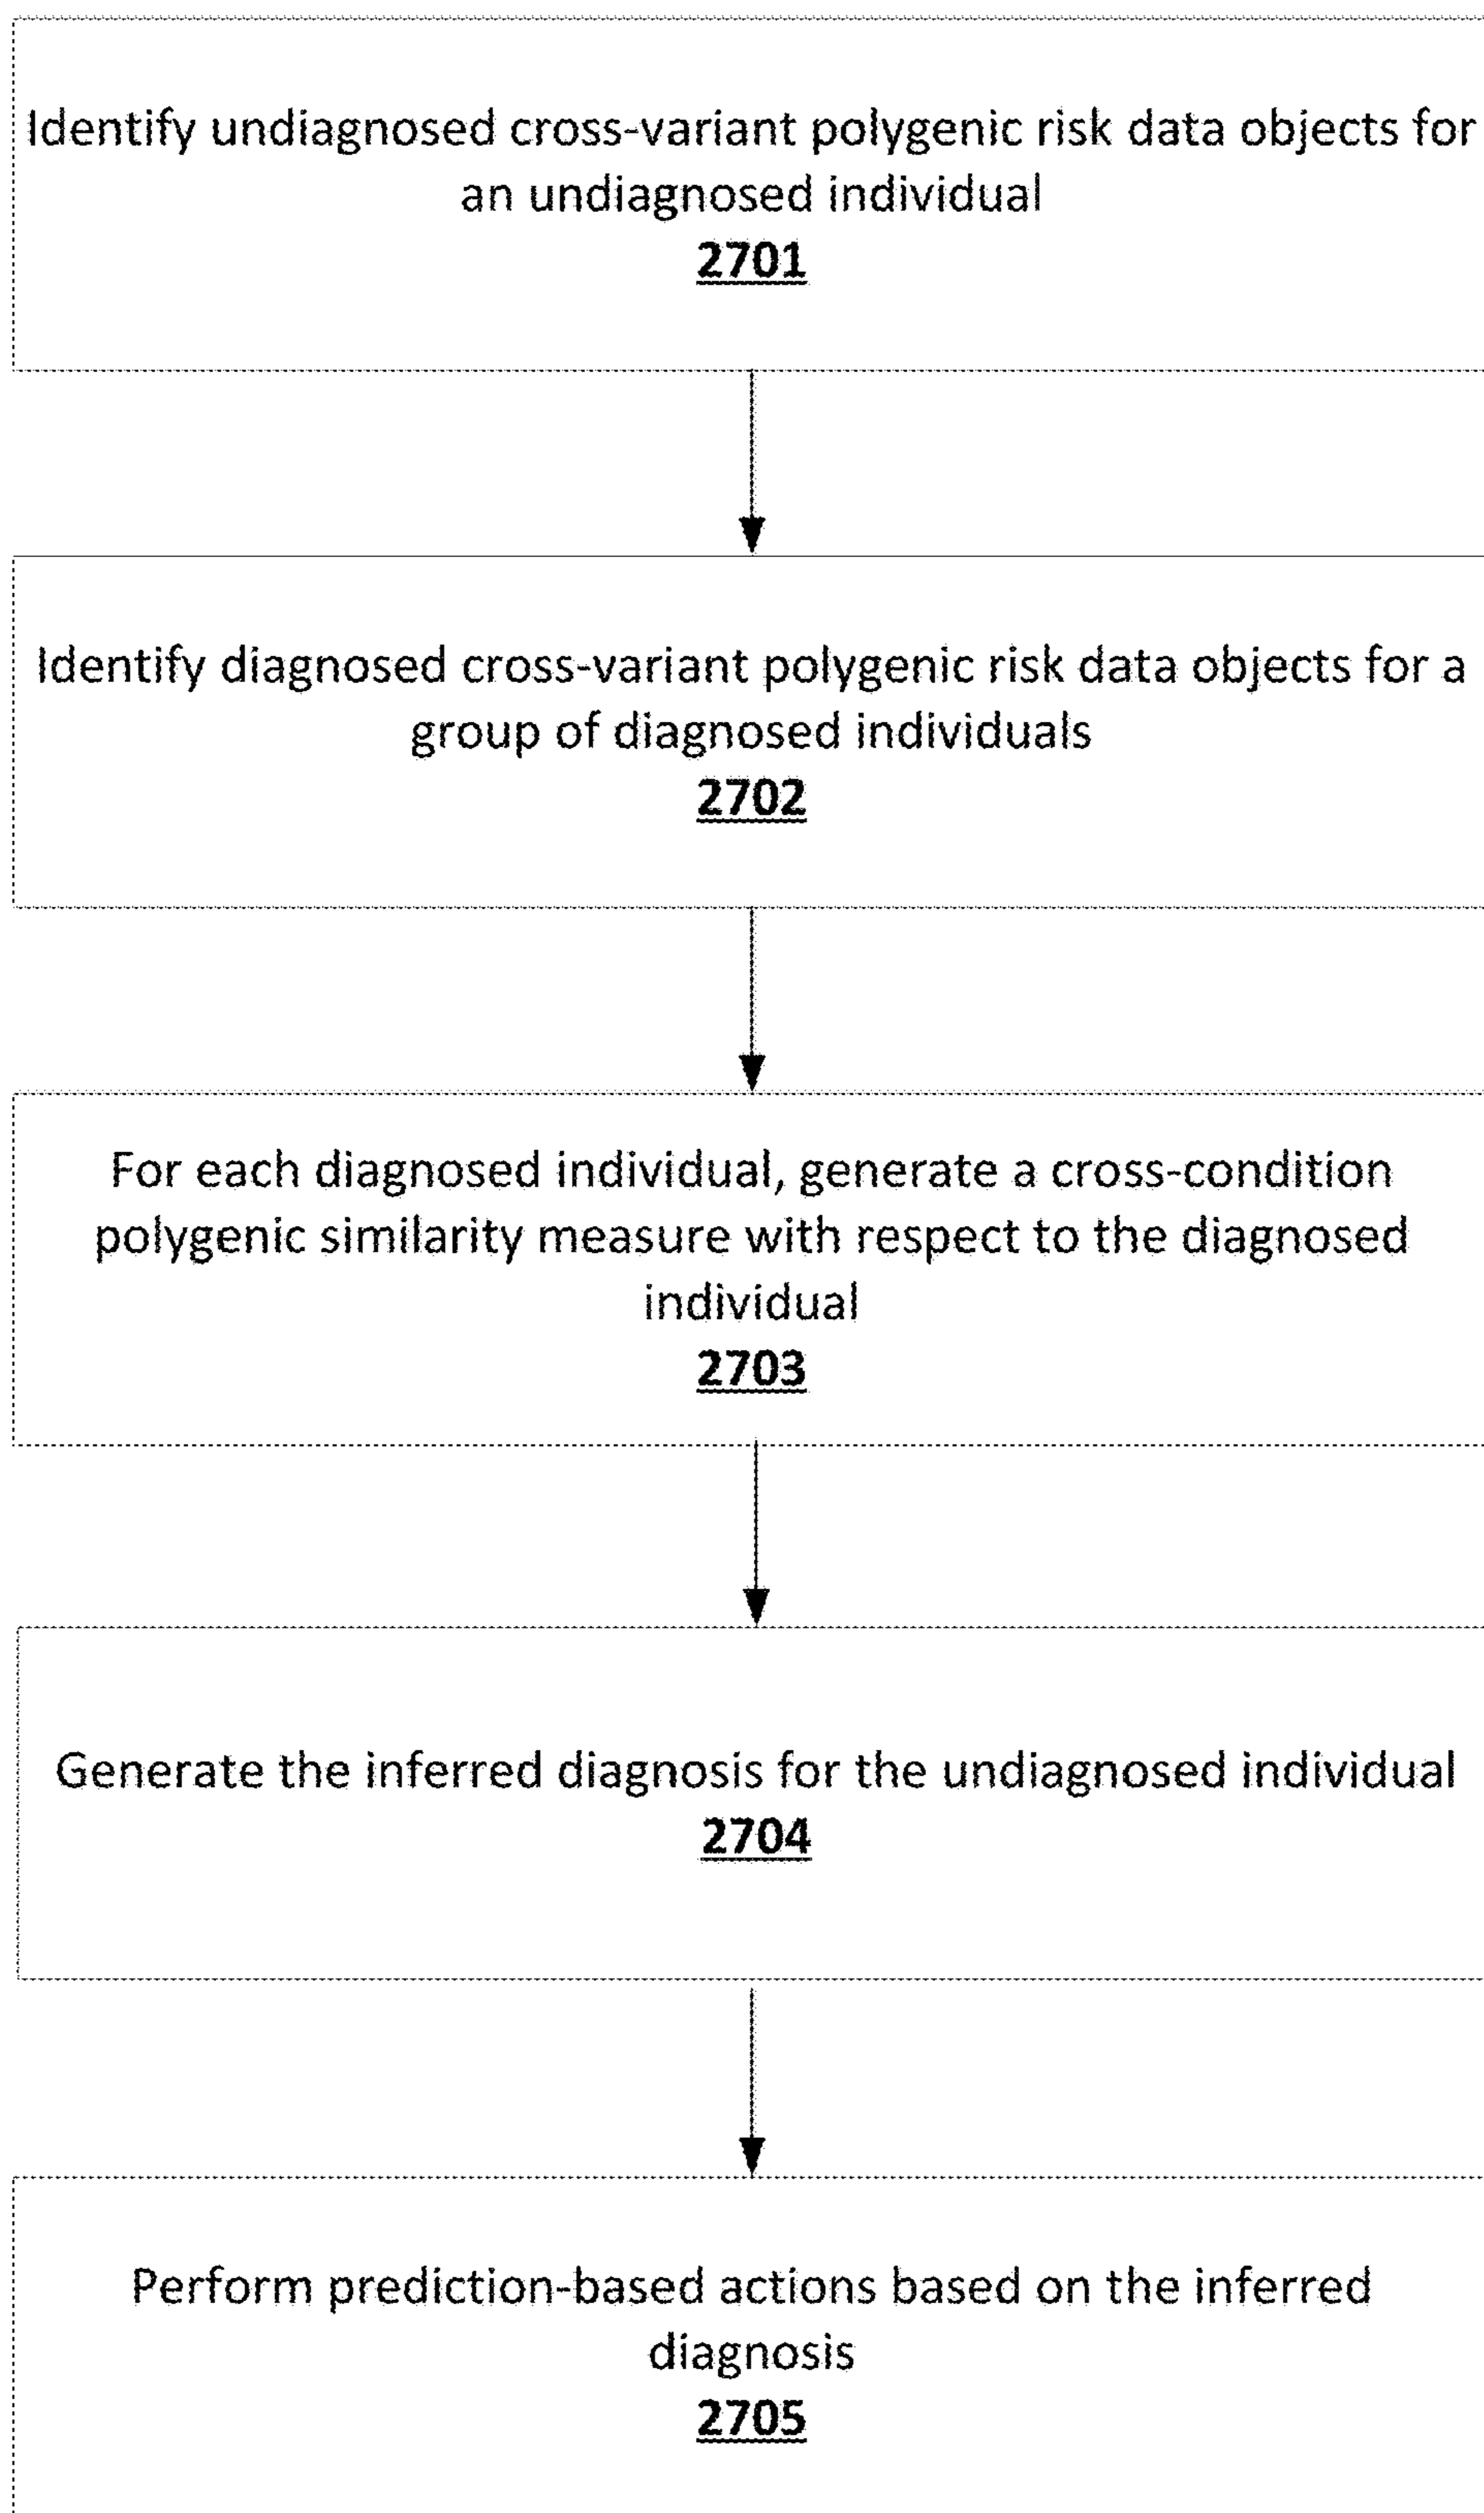 Identify undiagnosed cross-variant polygenic risk data objects for
an undiagnosed individual
2701
Identify diagnosed cross-variant polygenic risk data objects for a
group of diagnosed individuals
2702
For each diagnosed individual, generate a cross-condition
polygenic similarity measure with respect to the diagnosed
individual
2703
Generate the inferred diagnosis for the undiagnosed individual
2704
Perform prediction-based actions based on the inferred
diagnosis
2705